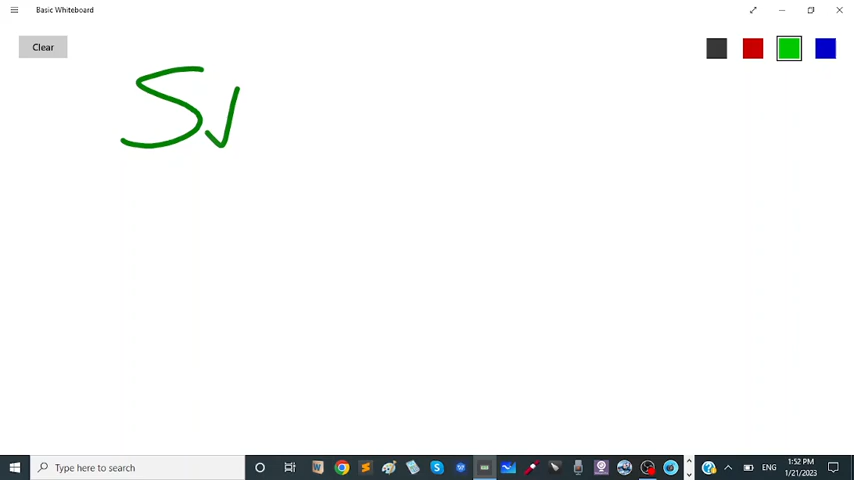 Basic Whiteboard
Clear
Type here to search
ENG
1:52 PM
1/21/2023